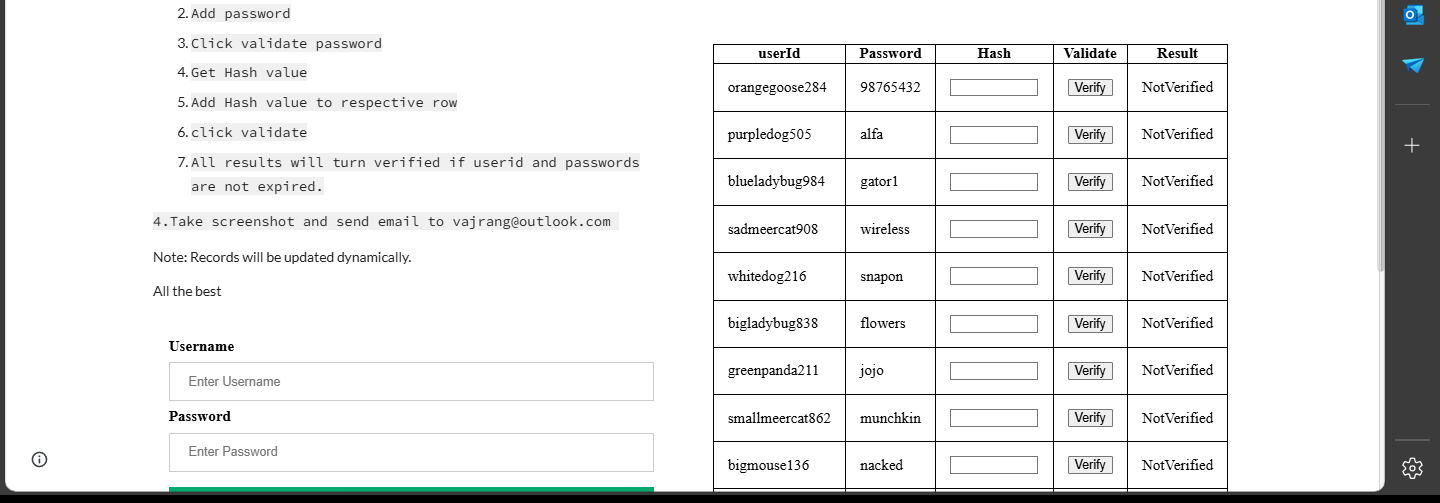 2. Add password
3. Click validate password
4. Get Hash value
5. Add Hash value to respective row
6. click validate
7. All results will turn verified if userid and passwords
are not expired.
4.Take screenshot and send email to vajrang@outlook.com
Note: Records will be updated dynamically.
All the best
Username
Enter Username
Password
Enter Password
userId Password Hash Validate Result
orangegoose284 98765432 Verify NotVerified
purpledog505 alfa Verify NotVerified
blueladybug984 gator1 Verify NotVerified
sadmeercat908 wireless Verify NotVerified
whitedog216 snapon Verify NotVerified
bigladybug838 flowers Verify NotVerified
greenpanda211 jojo Verify NotVerified
smallmeercat862 munchkin Verify NotVerified
bigmouse136 nacked Verify NotVerified